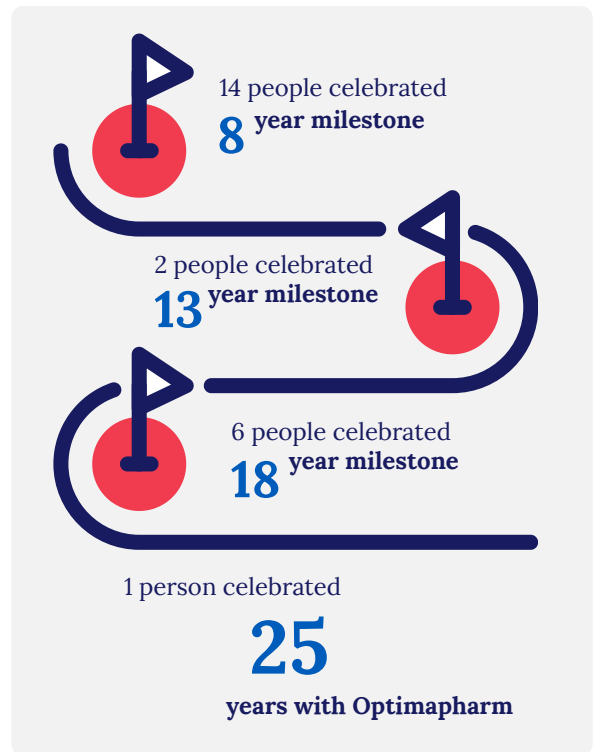 14 people celebrated
8 year milestone
2 people celebrated
13 year milestone
6 people celebrated
18 year milestone
1 person celebrated
25
years with Optimapharm